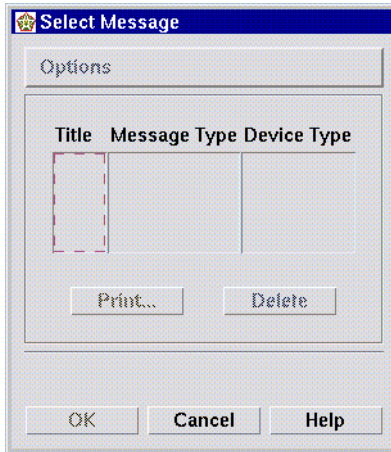 Select Message
Options
Title Message Type Device Type
Print... Delete
OK Cancel Help